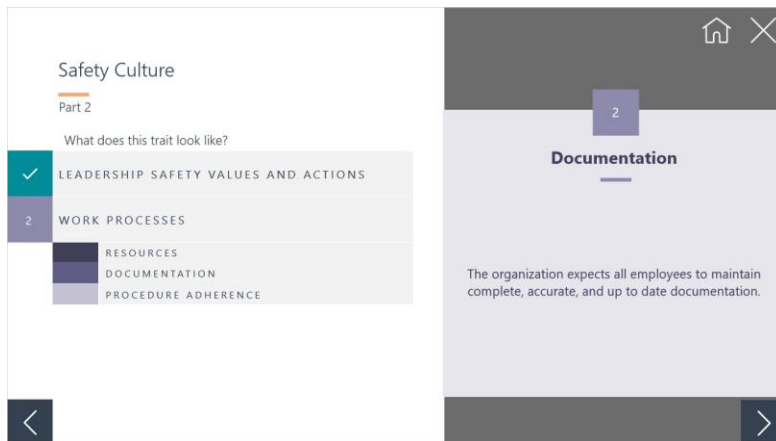 Safety Culture
Part 2
What does this trait look like?
LEADERSHIP SAFETY VALUES AND ACTIONS
2 WORK PROCESSES
RESOURCES
DOCUMENTATION
PROCEDURE ADHERENCE
2
Documentation
The organization expects all employees to maintain
complete, accurate, and up to date documentation.